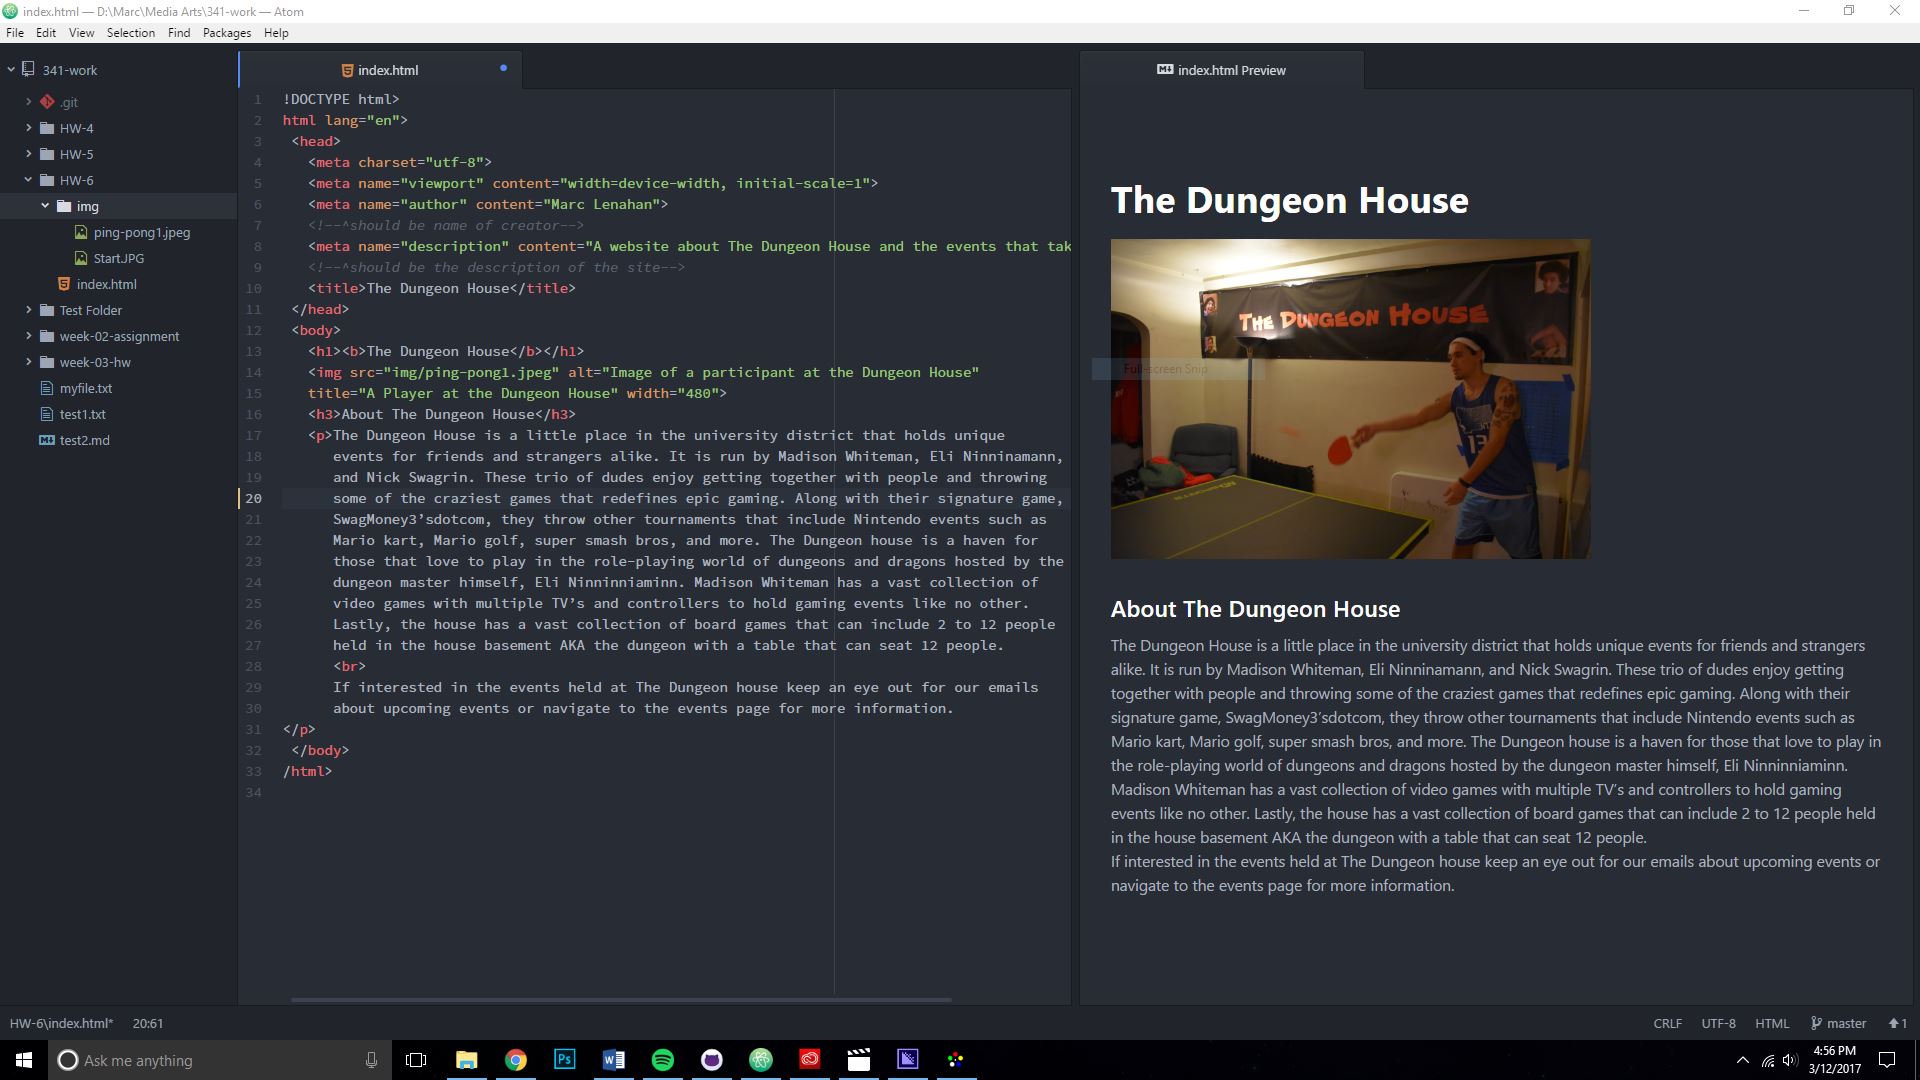 index.html — D:\Marc\Media Arts\341-work — Atom
File Edit View Selection Find Packages Help
341-work
.git
HW-4
HW-5
HW-6
img
ping-pong1.jpeg
Start.JPG
index.html
Test Folder
week-02-assignment
week-03-hw
myfile.txt
test1.txt
test2.md
index.html
1 !DOCTYPE html>
2 html lang="en">
3 <head>
4 <meta charset="utf-8">
5 <meta name="viewport" content="width=device-width, initial-scale=1">
6 <meta name="author" content="Marc Lenahan">
7 <!--^should be name of creator-->
8 <meta name="description" content="A website about The Dungeon House and the events that tak
9 <!--^should be the description of the site-->
10 <title>The Dungeon House</title>
11 </head>
12 <body>
13 <h1><b>The Dungeon House</b></h1>
14 <img src="img/ping-pong1.jpeg" alt="Image of a participant at the Dungeon House"
15 title="A Player at the Dungeon House" width="480">
16 <h3>About The Dungeon House</h3>
17 <p>The Dungeon House is a little place in the university district that holds unique
18 events for friends and strangers alike. It is run by Madison Whiteman, Eli Ninninamann,
19 and Nick Swagrin. These trio of dudes enjoy getting together with people and throwing
20 some of the craziest games that redefines epic gaming. Along with their signature game,
21 SwagMoney3’sdotcom, they throw other tournaments that include Nintendo events such as
22 Mario kart, Mario golf, super smash bros, and more. The Dungeon house is a haven for
23 those that love to play in the role-playing world of dungeons and dragons hosted by the
24 dungeon master himself, Eli Ninninniaminn. Madison Whiteman has a vast collection of
25 video games with multiple TV’s and controllers to hold gaming events like no other.
26 Lastly, the house has a vast collection of board games that can include 2 to 12 people
27 held in the house basement AKA the dungeon with a table that can seat 12 people.
28 <br>
29 If interested in the events held at The Dungeon house keep an eye out for our emails
30 about upcoming events or navigate to the events page for more information.
31 </p>
32 </body>
33 /html>
34
index.html Preview
The Dungeon House
The Dungeon House
Full-screen Snip
13
About The Dungeon House
The Dungeon House is a little place in the university district that holds unique events for friends and strangers
alike. It is run by Madison Whiteman, Eli Ninninamann, and Nick Swagrin. These trio of dudes enjoy getting
together with people and throwing some of the craziest games that redefines epic gaming. Along with their
signature game, SwagMoney3’sdotcom, they throw other tournaments that include Nintendo events such as
Mario kart, Mario golf, super smash bros, and more. The Dungeon house is a haven for those that love to play in
the role-playing world of dungeons and dragons hosted by the dungeon master himself, Eli Ninninniaminn.
Madison Whiteman has a vast collection of video games with multiple TV’s and controllers to hold gaming
events like no other. Lastly, the house has a vast collection of board games that can include 2 to 12 people held
in the house basement AKA the dungeon with a table that can seat 12 people.
If interested in the events held at The Dungeon house keep an eye out for our emails about upcoming events or
navigate to the events page for more information.
HW-6\index.html* 20:61
CRLF UTF-8 HTML master 1
Ask me anything
Ps
4:56 PM
3/12/2017